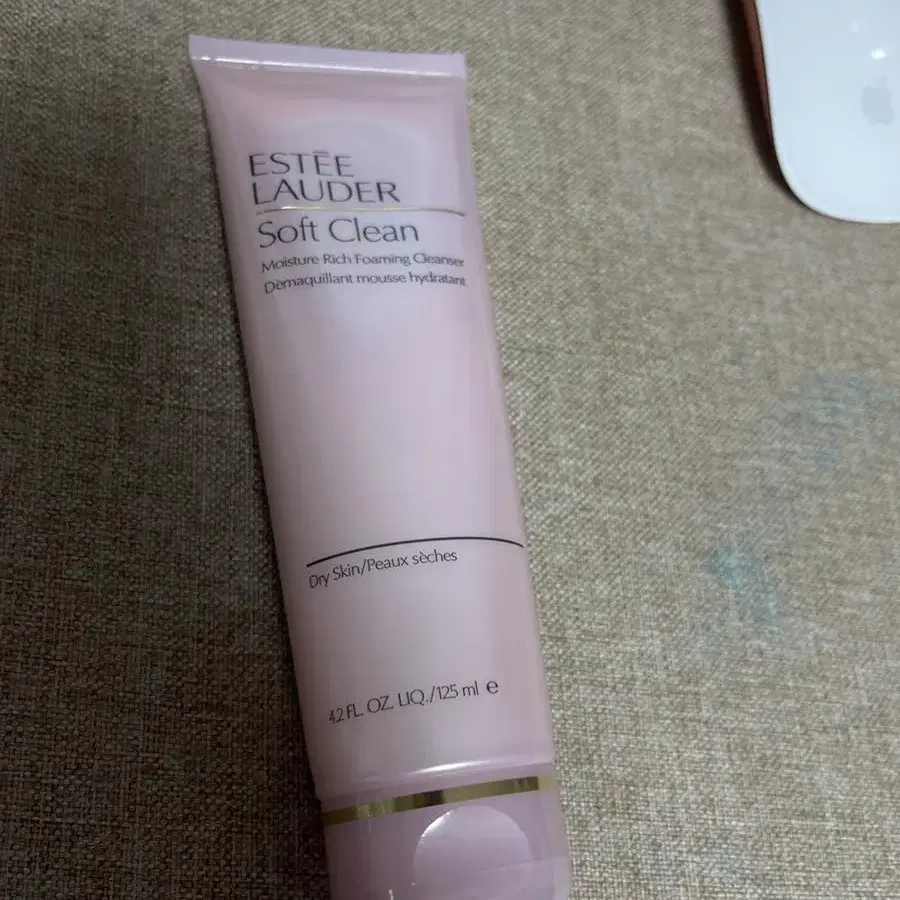 ESTĒE
LAUDER
Soft Clean
Moisture Rich Foaming Cleanser
Dèmaquillant mousse hydratant
Dry Skin/Peaux sèches
4.2 FL. OZ. LIQ./125 ml e